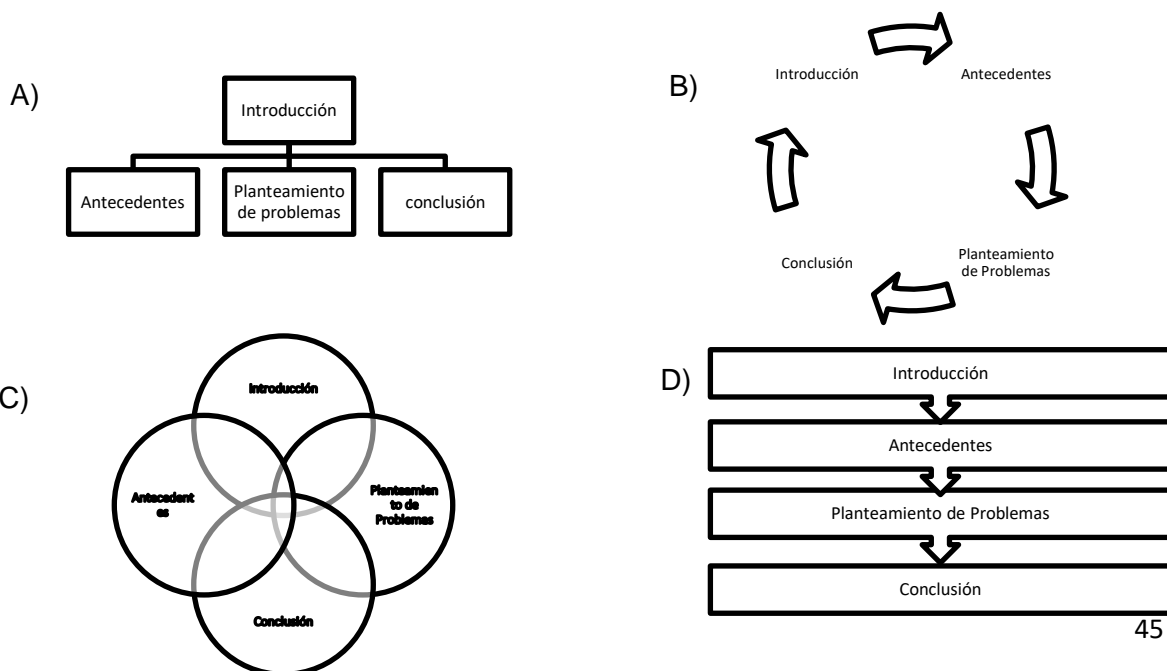 A)
Introducción
Antecedentes
Planteamiento
de problemas
conclusión
B)
Introducción
Antecedentes
Planteamiento
de Problemas
Conclusión
C)
Introducción
Antecedent
es
Planteamien
to de
Problemas
Conclusión
D)
Introducción
Antecedentes
Planteamiento de Problemas
Conclusión
45